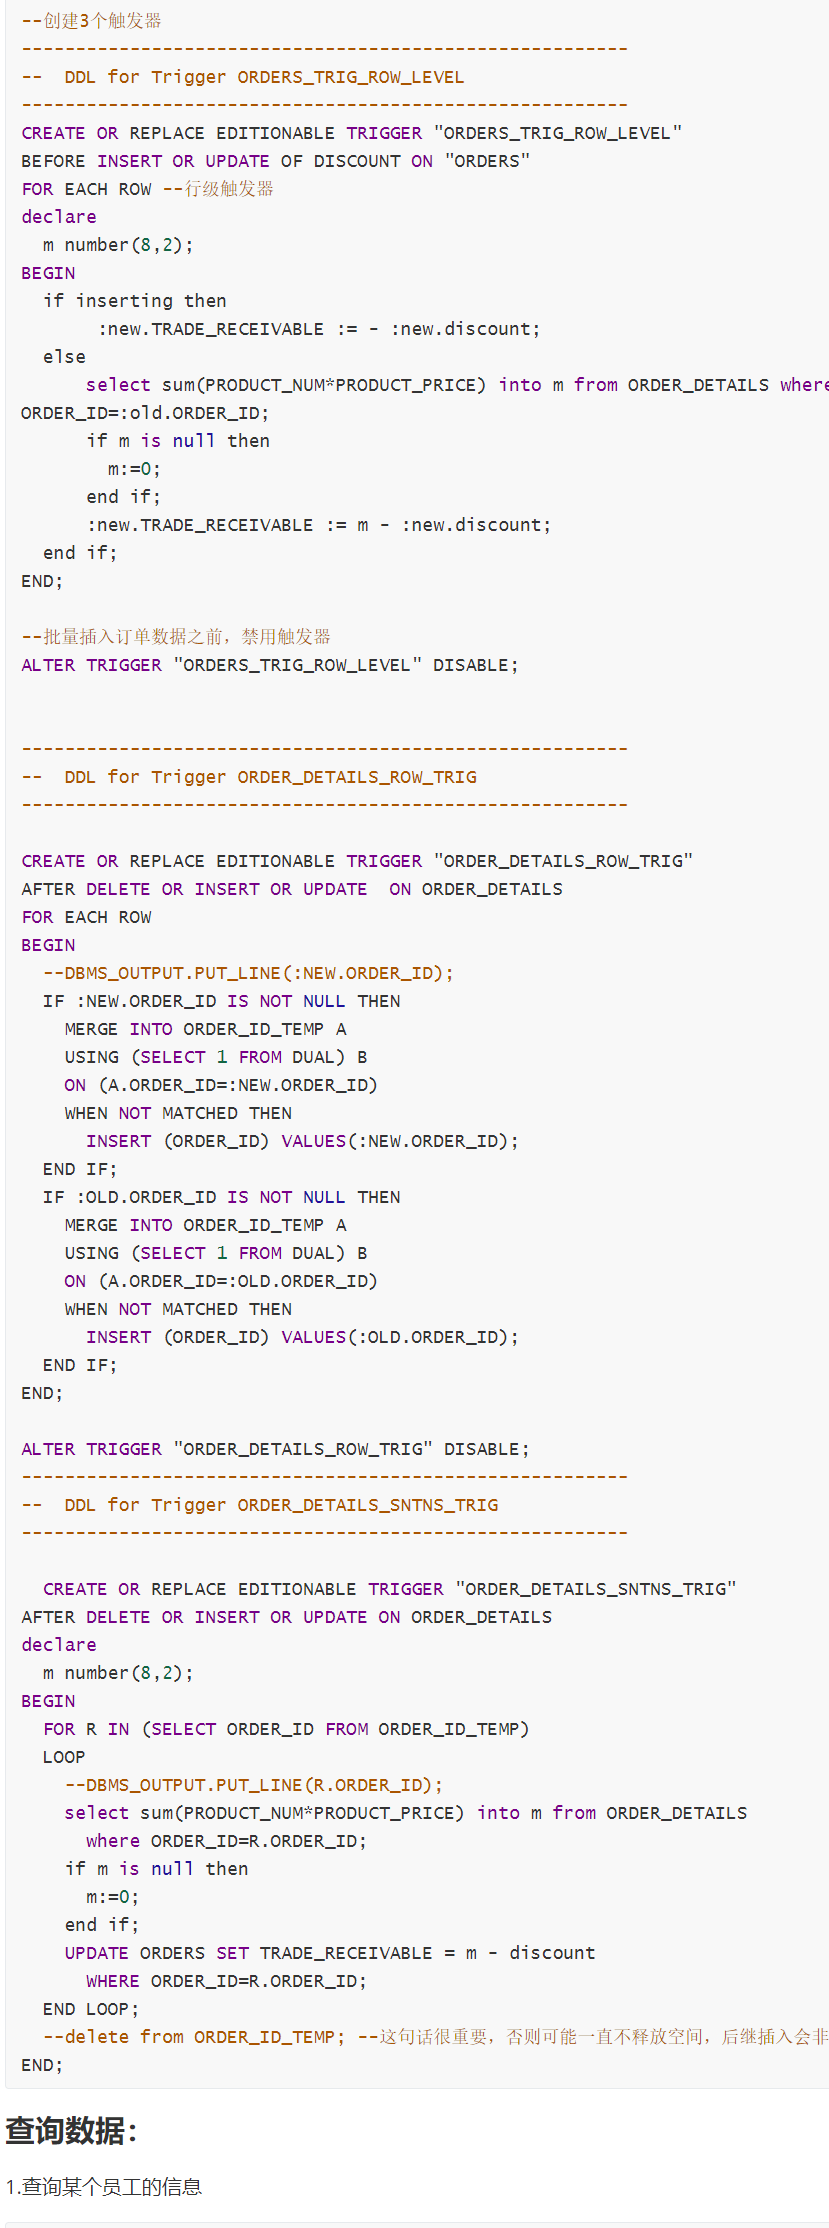 --创建3个触发器
--------------------------------------------------------
--  DDL for Trigger ORDERS_TRIG_ROW_LEVEL
--------------------------------------------------------
CREATE OR REPLACE EDITIONABLE TRIGGER "ORDERS_TRIG_ROW_LEVEL"
BEFORE INSERT OR UPDATE OF DISCOUNT ON "ORDERS"
FOR EACH ROW --行级触发器
declare
  m number(8,2);
BEGIN
  if inserting then
       :new.TRADE_RECEIVABLE := - :new.discount;
  else
      select sum(PRODUCT_NUM*PRODUCT_PRICE) into m from ORDER_DETAILS where
ORDER_ID=:old.ORDER_ID;
      if m is null then
        m:=0;
      end if;
      :new.TRADE_RECEIVABLE := m - :new.discount;
  end if;
END;
--批量插入订单数据之前，禁用触发器
ALTER TRIGGER "ORDERS_TRIG_ROW_LEVEL" DISABLE;
--------------------------------------------------------
--  DDL for Trigger ORDER_DETAILS_ROW_TRIG
--------------------------------------------------------
CREATE OR REPLACE EDITIONABLE TRIGGER "ORDER_DETAILS_ROW_TRIG"
AFTER DELETE OR INSERT OR UPDATE  ON ORDER_DETAILS
FOR EACH ROW
BEGIN
  --DBMS_OUTPUT.PUT_LINE(:NEW.ORDER_ID);
  IF :NEW.ORDER_ID IS NOT NULL THEN
    MERGE INTO ORDER_ID_TEMP A
    USING (SELECT 1 FROM DUAL) B
    ON (A.ORDER_ID=:NEW.ORDER_ID)
    WHEN NOT MATCHED THEN
      INSERT (ORDER_ID) VALUES(:NEW.ORDER_ID);
  END IF;
  IF :OLD.ORDER_ID IS NOT NULL THEN
    MERGE INTO ORDER_ID_TEMP A
    USING (SELECT 1 FROM DUAL) B
    ON (A.ORDER_ID=:OLD.ORDER_ID)
    WHEN NOT MATCHED THEN
      INSERT (ORDER_ID) VALUES(:OLD.ORDER_ID);
  END IF;
END;
ALTER TRIGGER "ORDER_DETAILS_ROW_TRIG" DISABLE;
--------------------------------------------------------
--  DDL for Trigger ORDER_DETAILS_SNTNS_TRIG
--------------------------------------------------------
  CREATE OR REPLACE EDITIONABLE TRIGGER "ORDER_DETAILS_SNTNS_TRIG"
AFTER DELETE OR INSERT OR UPDATE ON ORDER_DETAILS
declare
  m number(8,2);
BEGIN
  FOR R IN (SELECT ORDER_ID FROM ORDER_ID_TEMP)
  LOOP
    --DBMS_OUTPUT.PUT_LINE(R.ORDER_ID);
    select sum(PRODUCT_NUM*PRODUCT_PRICE) into m from ORDER_DETAILS
      where ORDER_ID=R.ORDER_ID;
    if m is null then
      m:=0;
    end if;
    UPDATE ORDERS SET TRADE_RECEIVABLE = m - discount
      WHERE ORDER_ID=R.ORDER_ID;
  END LOOP;
  --delete from ORDER_ID_TEMP; --这句话很重要，否则可能一直不释放空间，后继插入会非
END;
查询数据：
1.查询某个员工的信息